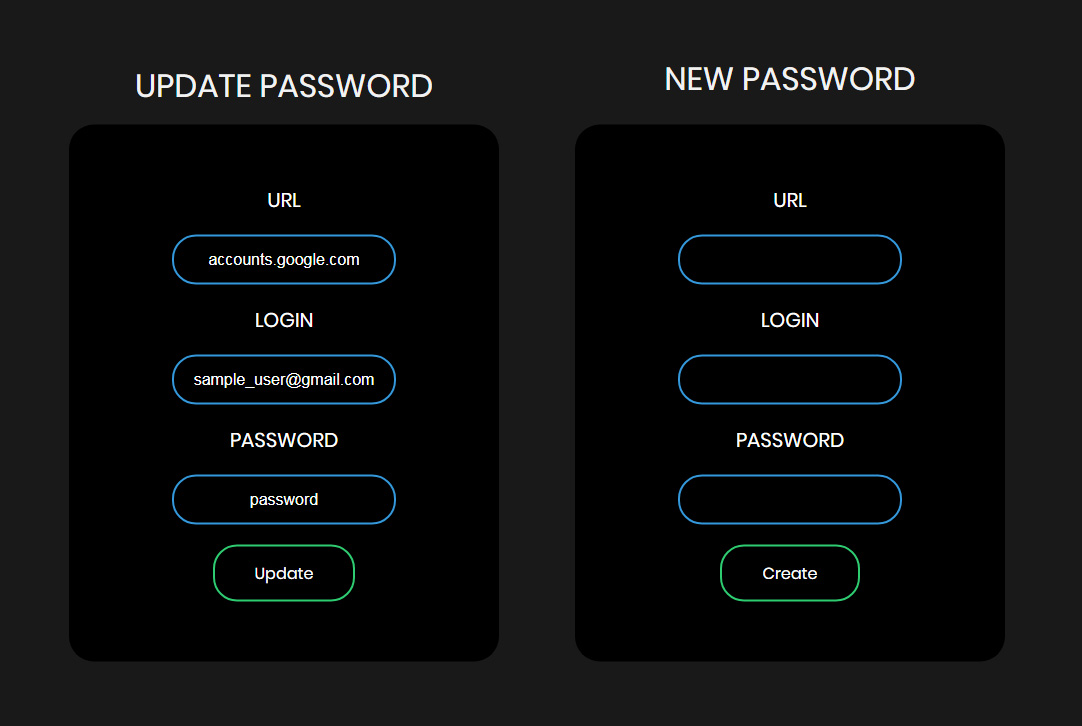 UPDATE PASSWORD
URL
accounts.google.com
LOGIN
sample_user@gmail.com
PASSWORD
password
Update
NEW PASSWORD
URL
LOGIN
PASSWORD
Create